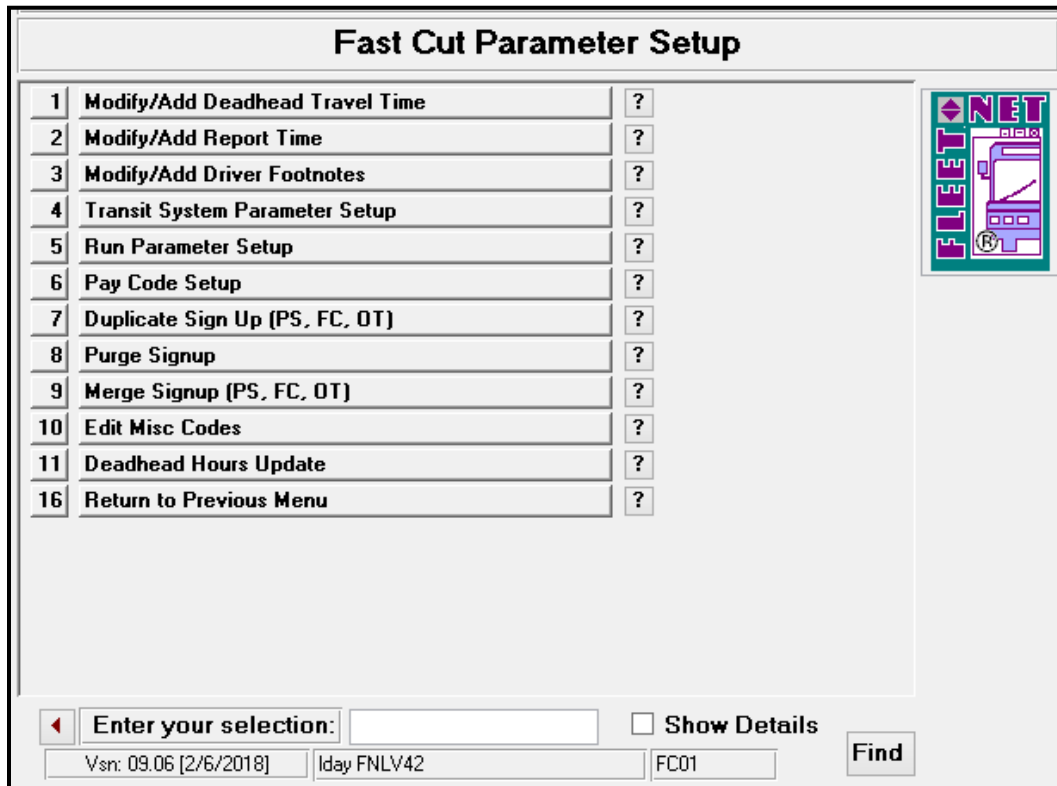 Fast Cut Parameter Setup
1 Modify/Add Deadhead Travel Time ?
2 Modify/Add Report Time ?
3 Modify/Add Driver Footnotes ?
4 Transit System Parameter Setup ?
5 Run Parameter Setup ?
6 Pay Code Setup ?
7 Duplicate Sign Up (PS, FC, OT) ?
8 Purge Signup ?
9 Merge Signup (PS, FC, OT) ?
10 Edit Misc Codes ?
11 Deadhead Hours Update ?
16 Return to Previous Menu ?
FLEET NET
®
Enter your selection: Show Details
Find
Vsn: 09.06 [2/6/2018] lday FNLV42 FC01